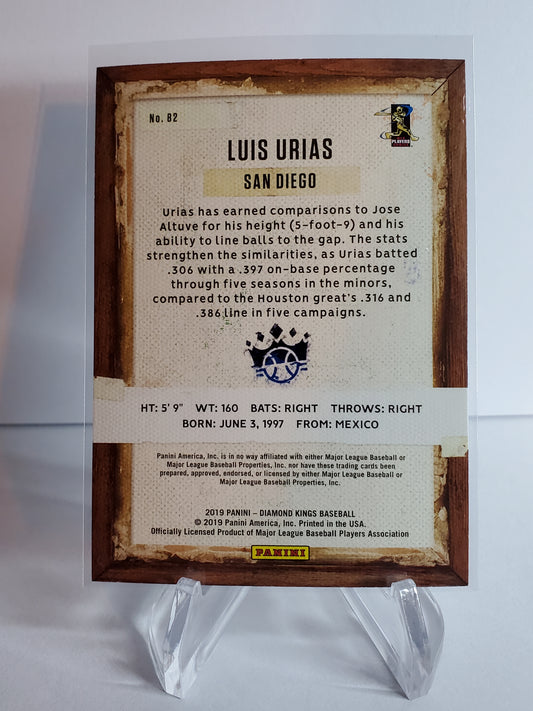 No. 82
PLAYERS
LUIS URIAS
SAN DIEGO
Urias has earned comparisons to Jose
Altuve for his height (5-foot-9) and his
ability to line balls to the gap. The stats
strengthen the similarities, as Urias batted
.306 with a .397 on-base percentage
through five seasons in the minors,
compared to the Houston great's .316 and
.386 line in five campaigns.
HT: 5' 9" WT: 160 BATS: RIGHT THROWS: RIGHT
BORN: JUNE 3, 1997 FROM: MEXICO
Panini America, Inc. is in no way affiliated with either Major League Baseball or
Major League Baseball Properties, Inc. nor have these trading cards been
prepared, approved, endorsed, or licensed by either Major League Baseball or
Major League Baseball Properties, Inc.
2019 PANINI – DIAMOND KINGS BASEBALL
© 2019 Panini America, Inc. Printed in the USA.
Officially Licensed Product of Major League Baseball Players Association
PANINI